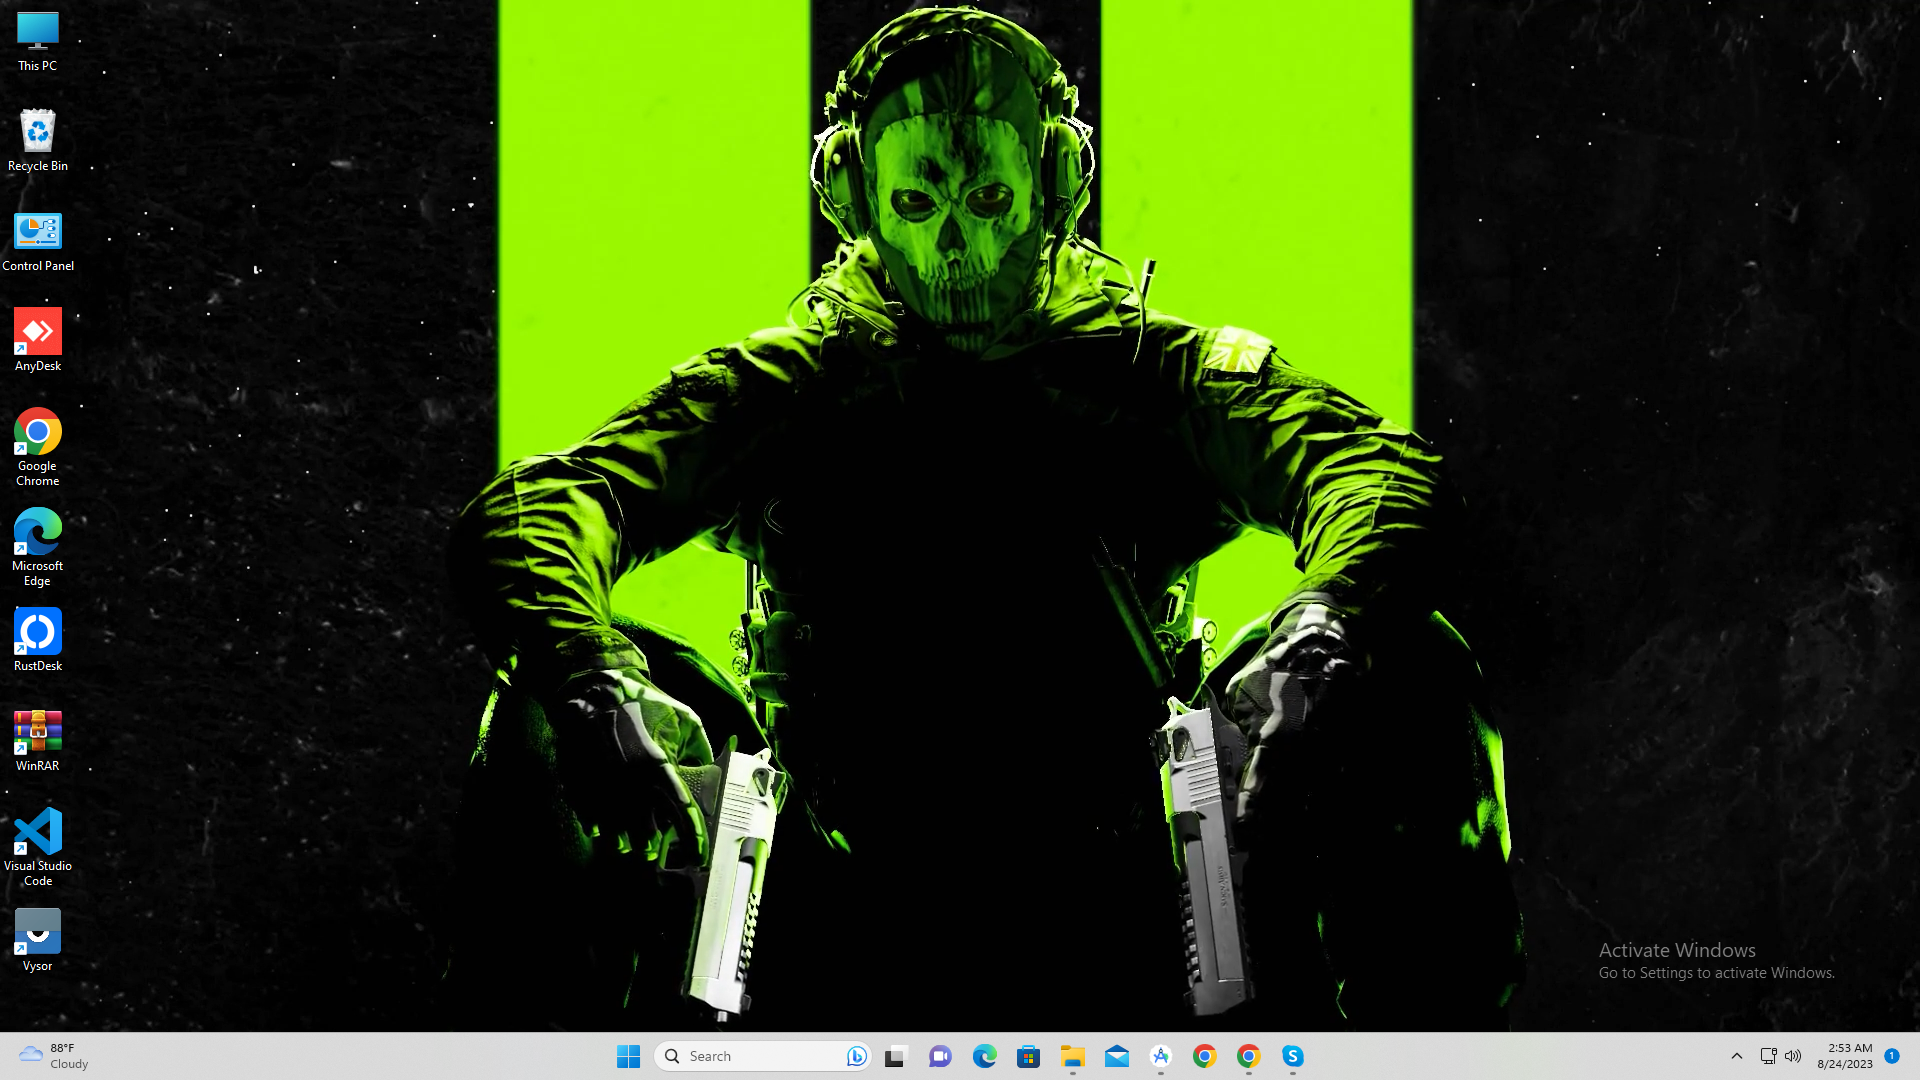 This PC
Recycle Bin
Control Panel
AnyDesk
Google
Chrome
Microsoft
Edge
RustDesk
WinRAR
Visual Studio
Code
Vysor
Activate Windows
Go to Settings to activate Windows.
88°F
Cloudy
Search
2:53 AM
8/24/2023
1